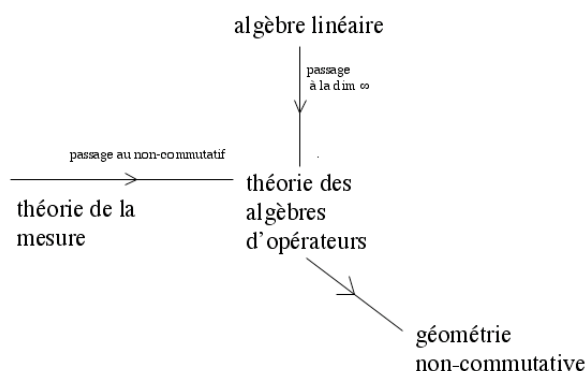 algèbre linéaire
passage
à la dim ∞
passage au non-commutatif
théorie de la
mesure
théorie des
algèbres
d'opérateurs
géométrie
non-commutative